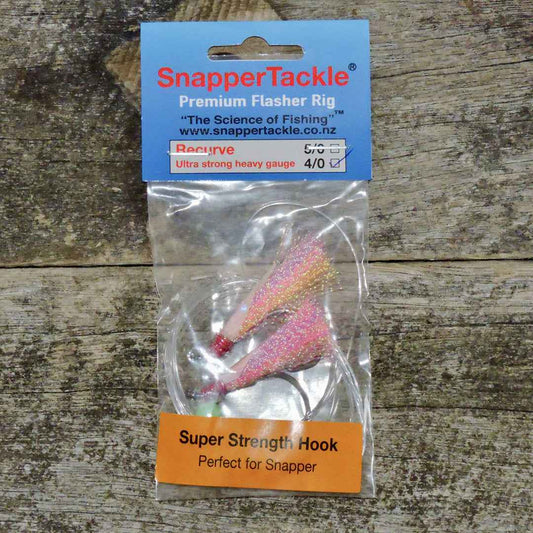 SnapperTackle®
Premium Flasher Rig
"The Science of Fishing"™
www.snappertackle.co.nz
Recurve 5/0 ☐
Ultra strong heavy gauge 4/0 ☑
Super Strength Hook
Perfect for Snapper